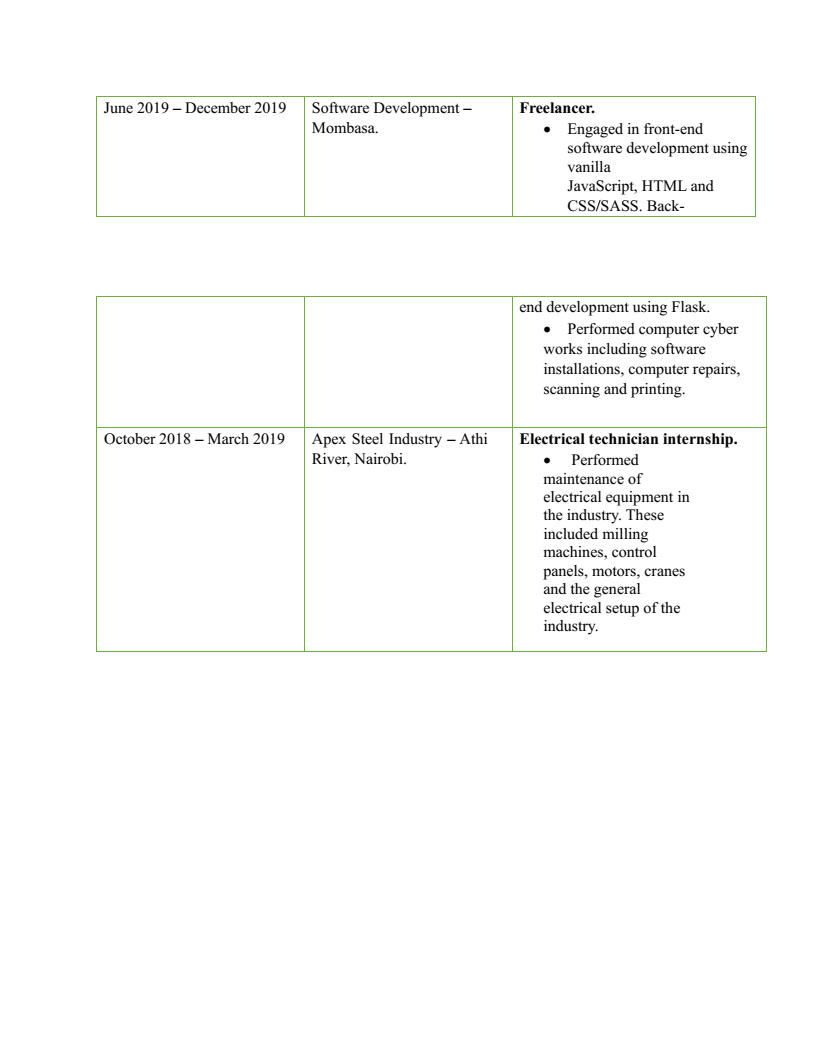 June 2019 – December 2019
Software Development –
Mombasa.
Freelancer.
• Engaged in front-end
software development using
vanilla
JavaScript, HTML and
CSS/SASS. Back-
end development using Flask.
• Performed computer cyber
works including software
installations, computer repairs,
scanning and printing.
October 2018 – March 2019
Apex Steel Industry – Athi
River, Nairobi.
Electrical technician internship.
• Performed
maintenance of
electrical equipment in
the industry. These
included milling
machines, control
panels, motors, cranes
and the general
electrical setup of the
industry.